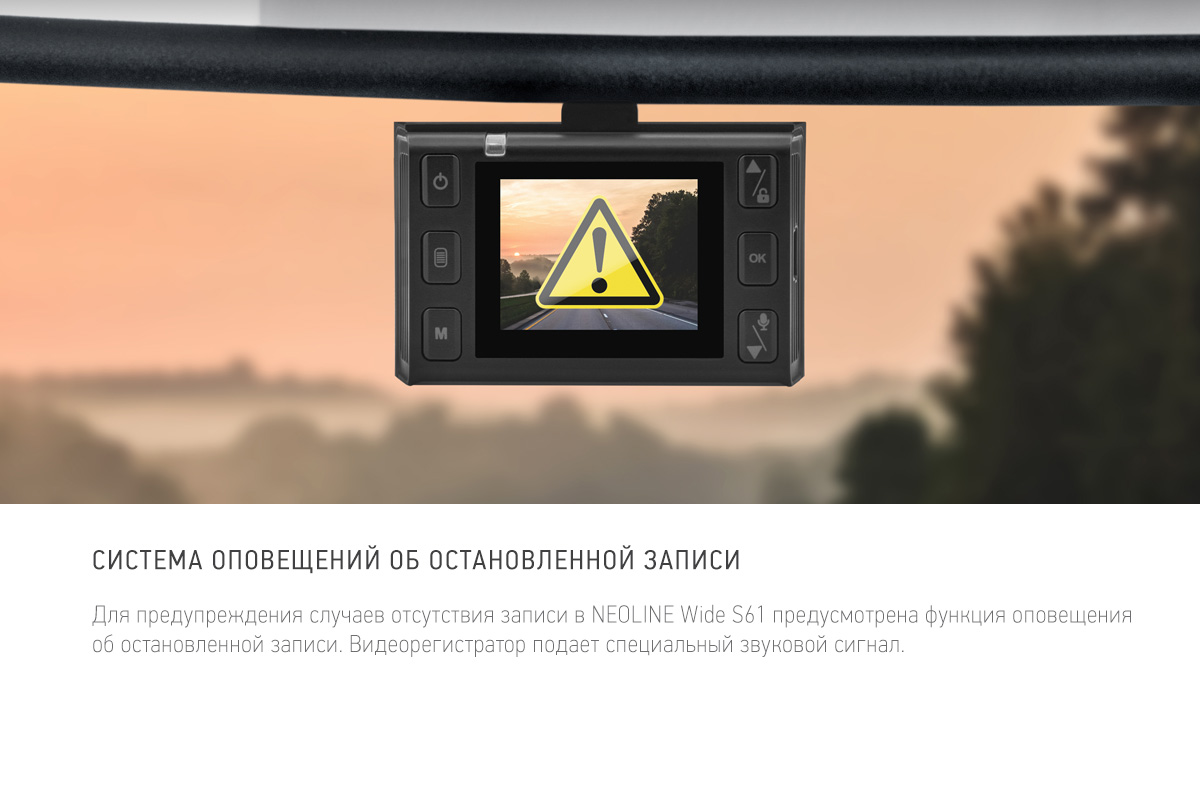 M
OK
СИСТЕМА ОПОВЕЩЕНИЙ ОБ ОСТАНОВЛЕННОЙ ЗАПИСИ
Для предупреждения случаев отсутствия записи в NEOLINE Wide S61 предусмотрена функция оповещения
об остановленной записи. Видеорегистратор подает специальный звуковой сигнал.